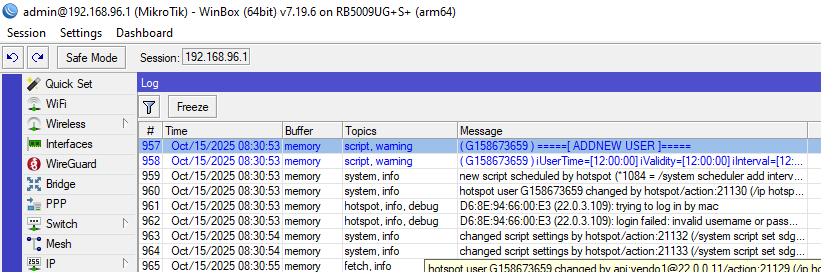 admin@192.168.96.1 (MikroTik) - WinBox (64bit) v7.19.6 on RB5009UG+S+ (arm64)
Session Settings Dashboard
Safe Mode Session: 192.168.96.1
Quick Set
WiFi
Wireless
Interfaces
WireGuard
Bridge
PPP
Switch
Mesh
IP
Log
Freeze
# Time Buffer Topics Message
957 Oct/15/2025 08:30:53 memory script, warning ( G158673659 ) =====[ ADDNEW USER ]=====
958 Oct/15/2025 08:30:53 memory script, warning ( G158673659 ) iUserTime=[12:00:00] iValidity=[12:00:00] iInterval=[12:...
959 Oct/15/2025 08:30:53 memory system, info new script scheduled by hotspot (*1084 = /system scheduler add interv...
960 Oct/15/2025 08:30:53 memory system, info hotspot user G158673659 changed by hotspot/action:21130 (/ip hotsp...
961 Oct/15/2025 08:30:53 memory hotspot, info, debug D6:8E:94:66:00:E3 (22.0.3.109): trying to log in by mac
962 Oct/15/2025 08:30:53 memory hotspot, info, debug D6:8E:94:66:00:E3 (22.0.3.109): login failed: invalid username or pass...
963 Oct/15/2025 08:30:54 memory system, info changed script settings by hotspot/action:21132 (/system script set sdg...
964 Oct/15/2025 08:30:54 memory system, info changed script settings by hotspot/action:21133 (/system script set sdg...
965 Oct/15/2025 08:30:55 memory fetch, info
hotspot user G158673659 changed by api:vendo1@22.0.0.11/action:21129 (/ip hots